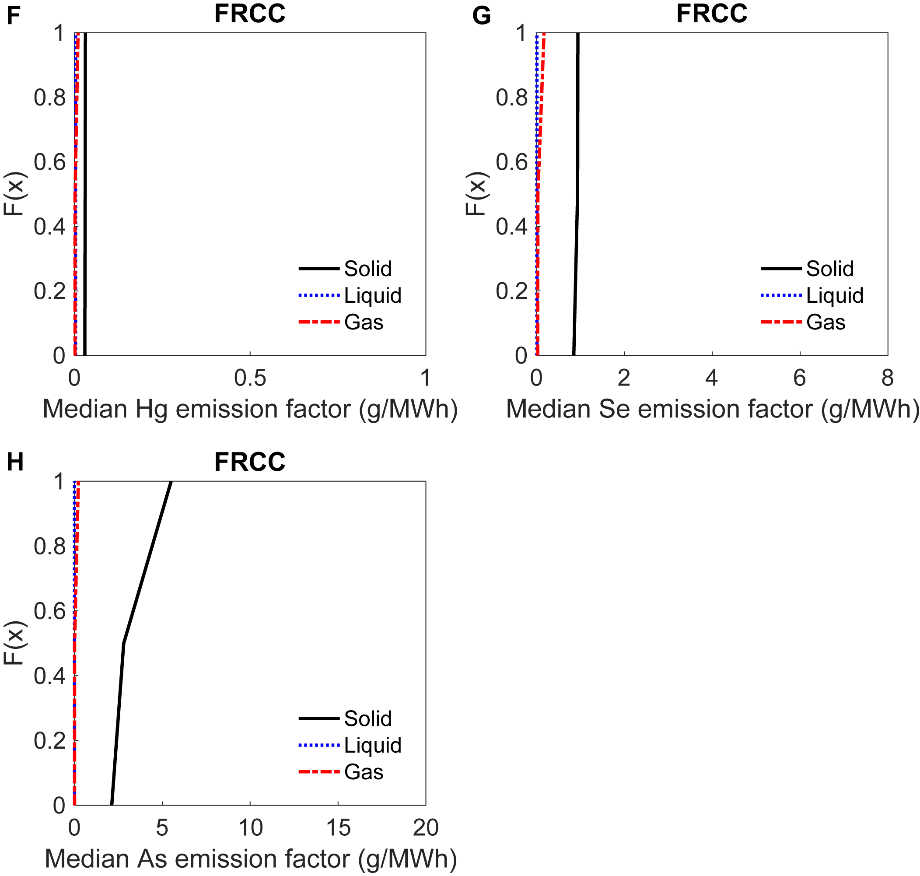 F
FRCC
1
0.8
0.6
0.4
0.2
0
F(x)
Solid
Liquid
Gas
0 0.5 1
Median Hg emission factor (g/MWh)
G
FRCC
1
0.8
0.6
0.4
0.2
0
F(x)
Solid
Liquid
Gas
0 2 4 6 8
Median Se emission factor (g/MWh)
H
FRCC
1
0.8
0.6
0.4
0.2
0
F(x)
Solid
Liquid
Gas
0 5 10 15 20
Median As emission factor (g/MWh)